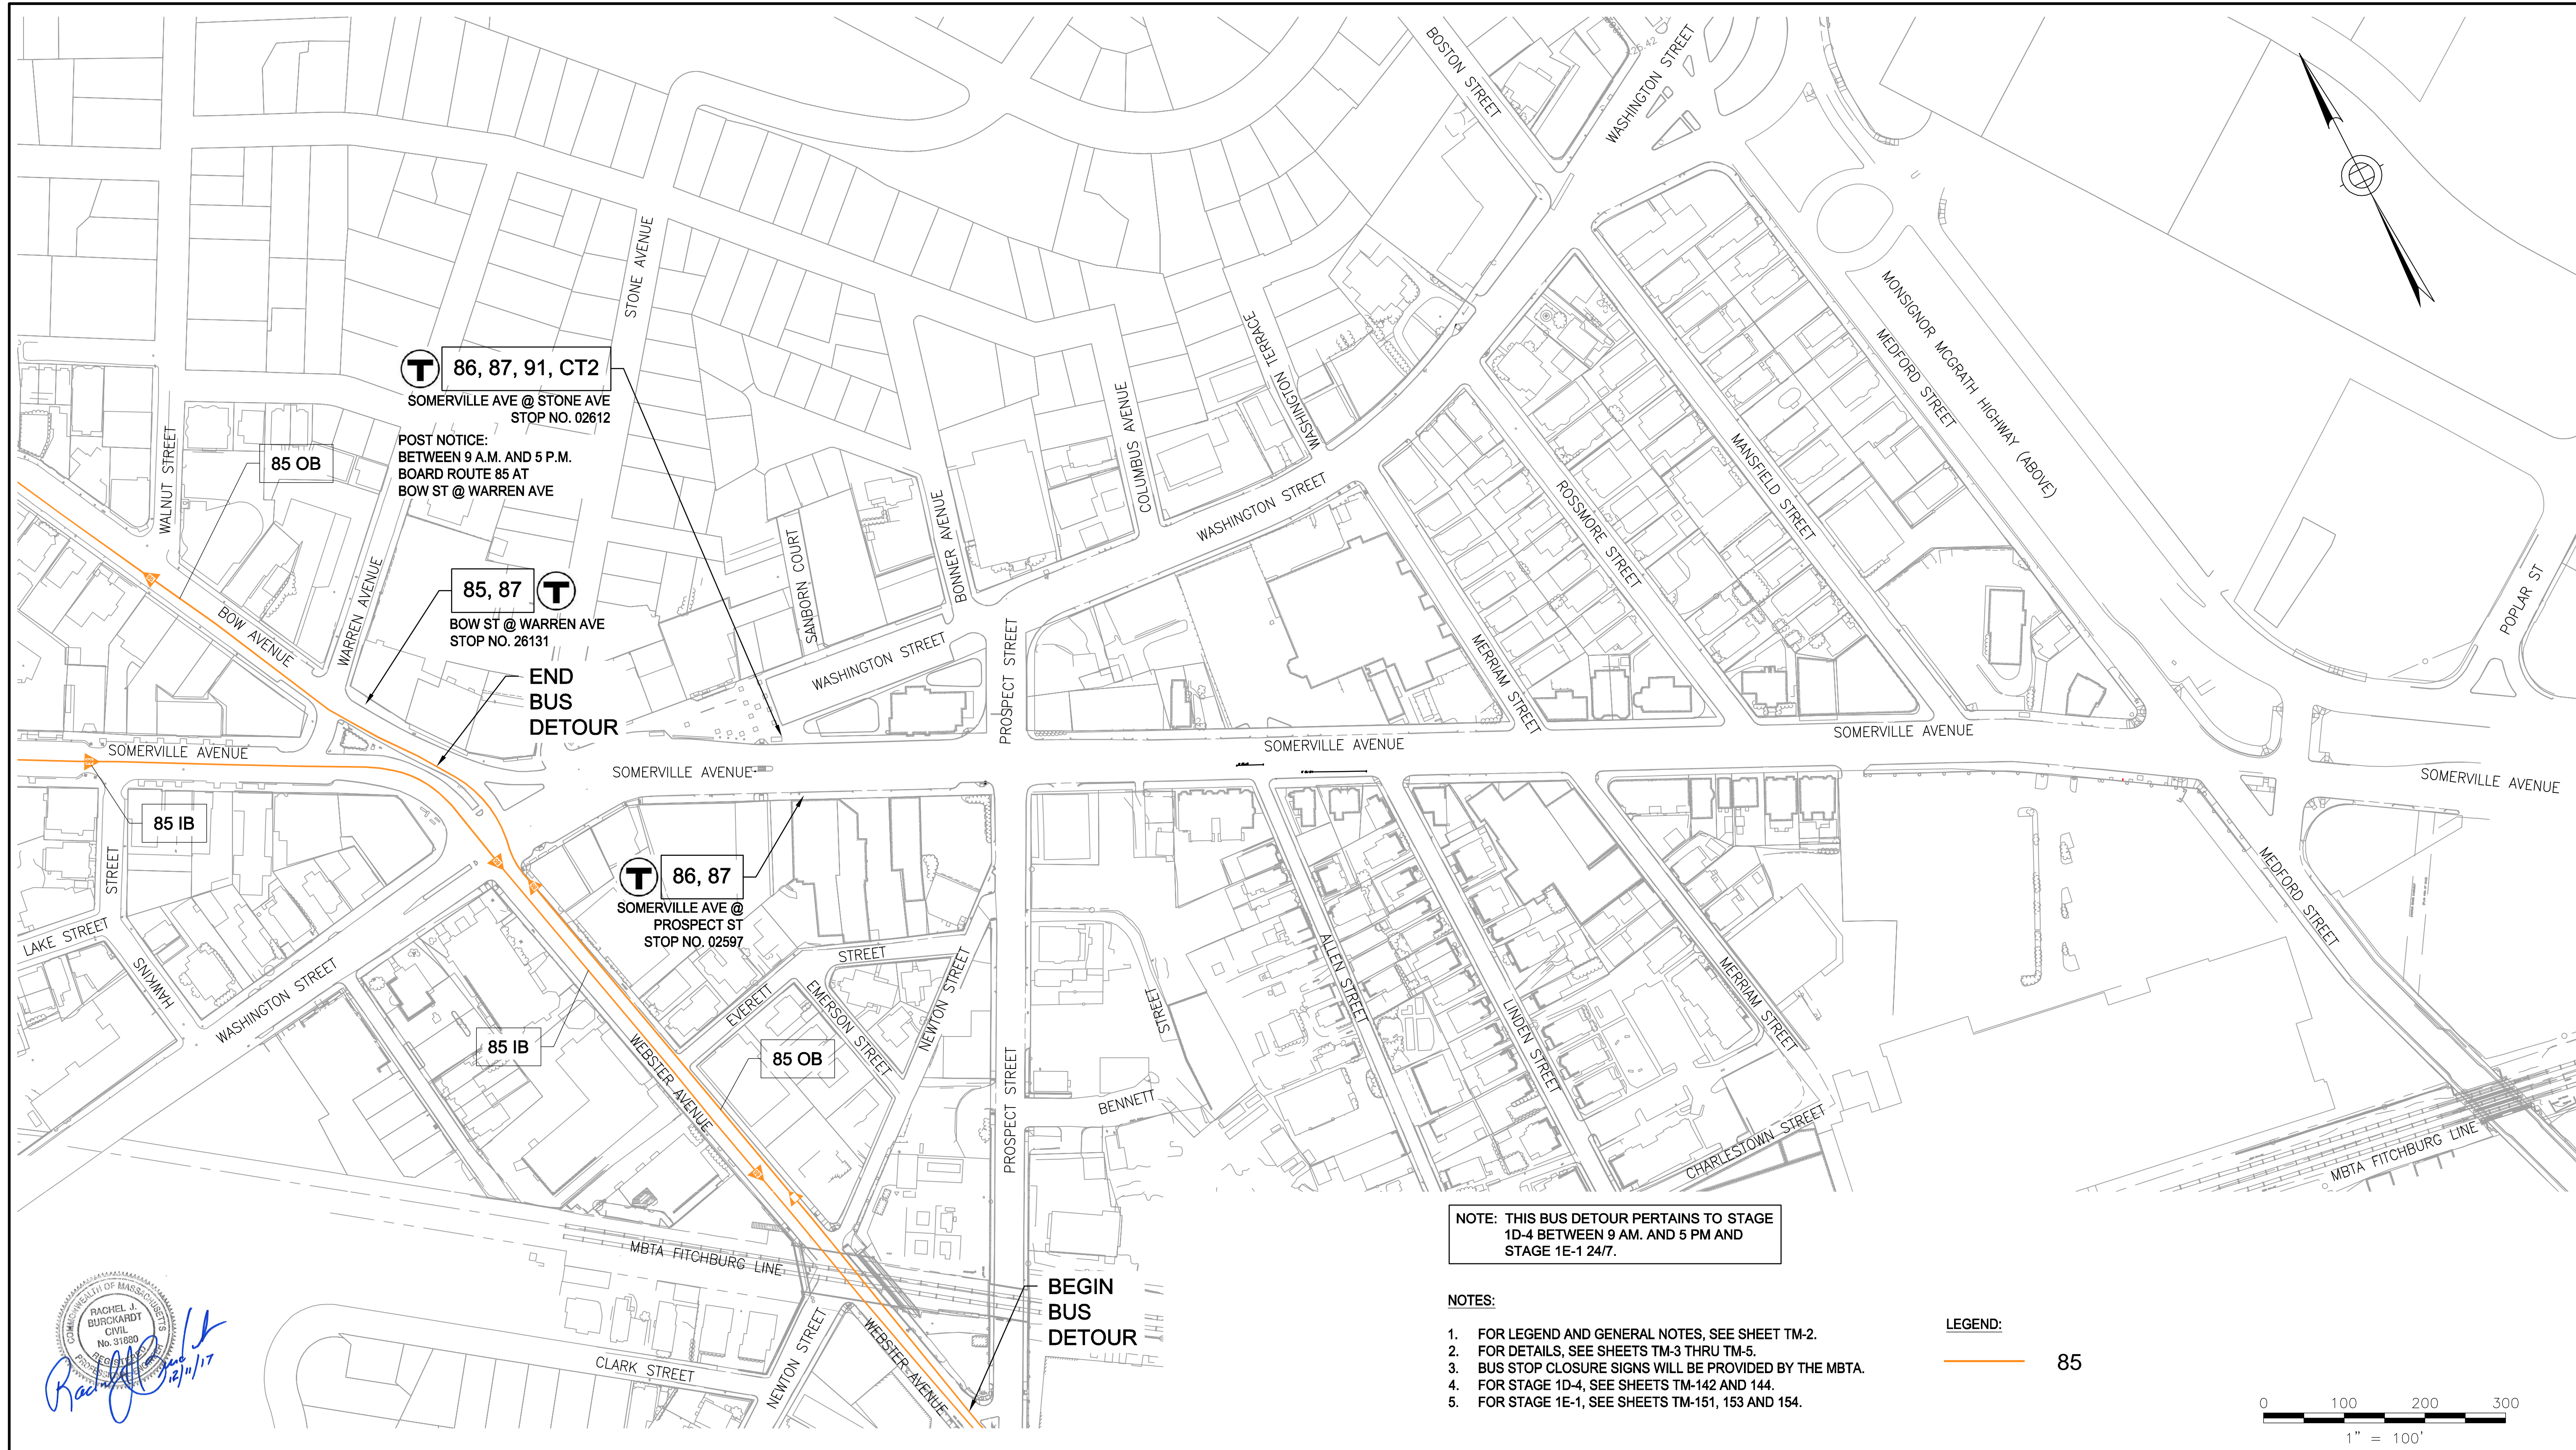 BOSTON STREET
WASHINGTON STREET
MONSIGNOR MCGRATH HIGHWAY (ABOVE)
MEDFORD STREET
POPLAR ST
STONE AVENUE
T
86, 87, 91, CT2
SOMERVILLE AVE @ STONE AVE
STOP NO. 02612
POST NOTICE:
BETWEEN 9 A.M. AND 5 P.M.
BOARD ROUTE 85 AT
BOW ST @ WARREN AVE
WASHINGTON TERRACE
COLUMBUS AVENUE
WASHINGTON STREET
MANSFIELD STREET
ROSSMORE STREET
MERRIAM STREET
WALNUT STREET
85 OB
BOW AVENUE
WARREN AVENUE
85, 87
T
BOW ST @ WARREN AVE
STOP NO. 26131
END
BUS
DETOUR
SANBORN COURT
BONNER AVENUE
WASHINGTON STREET
PROSPECT STREET
SOMERVILLE AVENUE
SOMERVILLE AVENUE
SOMERVILLE AVENUE
SOMERVILLE AVENUE
SOMERVILLE AVENUE
85 IB
STREET
LAKE STREET
HAWKINS
WASHINGTON STREET
T
86, 87
SOMERVILLE AVE @
PROSPECT ST
STOP NO. 02597
STREET
EVERETT
EMERSON STREET
NEWTON STREET
85 IB
WEBSTER AVENUE
85 OB
PROSPECT STREET
STREET
BENNETT
ALLEN STREET
LINDEN STREET
MERRIAM STREET
CHARLESTOWN STREET
MEDFORD STREET
MBTA FITCHBURG LINE
MBTA FITCHBURG LINE
BEGIN
BUS
DETOUR
CLARK STREET
NEWTON STREET
WEBSTER AVENUE
COMMONWEALTH OF MASSACHUSETTS
RACHEL J.
BURCKARDT
CIVIL
No. 31880
REGISTERED
PROFESSIONAL ENGINEER
12/11/17
NOTE: THIS BUS DETOUR PERTAINS TO STAGE
1D-4 BETWEEN 9 AM. AND 5 PM AND
STAGE 1E-1 24/7.
NOTES:
1. FOR LEGEND AND GENERAL NOTES, SEE SHEET TM-2.
2. FOR DETAILS, SEE SHEETS TM-3 THRU TM-5.
3. BUS STOP CLOSURE SIGNS WILL BE PROVIDED BY THE MBTA.
4. FOR STAGE 1D-4, SEE SHEETS TM-142 AND 144.
5. FOR STAGE 1E-1, SEE SHEETS TM-151, 153 AND 154.
LEGEND:
85
0 100 200 300
1" = 100'